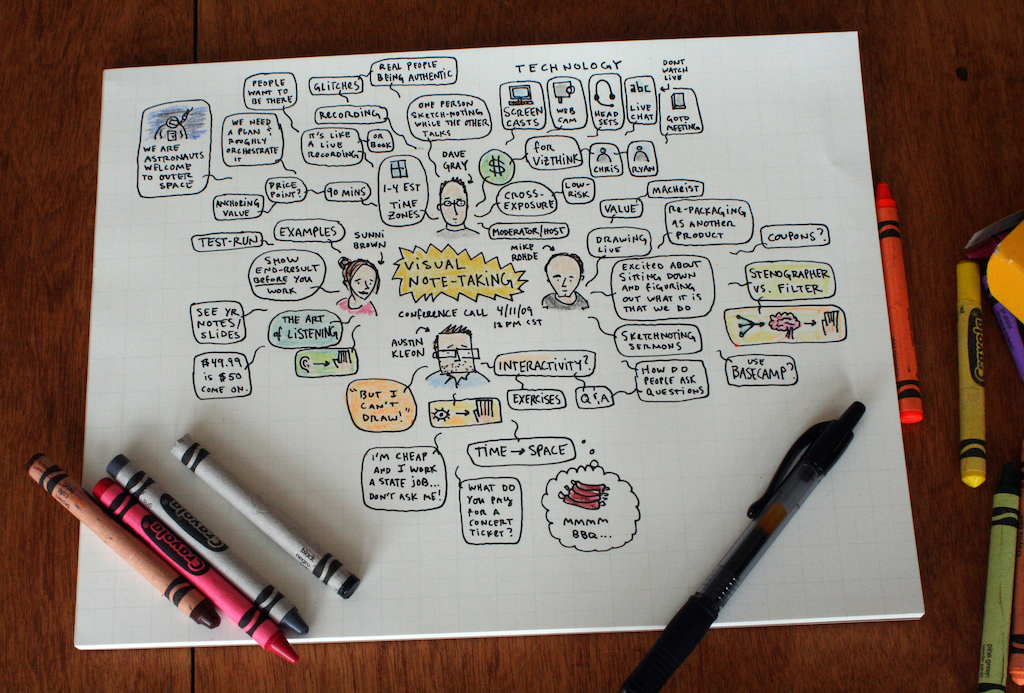 TECHNOLOGY
DONT
WATCH
LIVE
REAL PEOPLE
BEING AUTHENTIC
PEOPLE
WANT TO
BE THERE
GLITCHES
RECORDING
ONE PERSON
SKETCH-NOTING
WHILE THE OTHER
TALKS
SCREEN
CASTS
WEB
CAM
HEAD
SETS
abc
LIVE
CHAT
GOTO
MEETING
WE ARE
ASTRONAUTS
WELCOME
TO OUTER
SPACE
WE NEED
A PLAN &
ROUGHLY
ORCHESTRATE
IT
IT'S LIKE
A LIVE
RECORDING
OR
BOOK
DAVE
GRAY
$
for
VIZTHINK
CHRIS
RYAN
1-4 EST
TIME
ZONES
90 MINS
PRICE
POINT?
ANCHORING
VALUE
CROSS-
EXPOSURE
LOW-
RISK
MACHEIST
VALUE
MODERATOR/HOST
RE-PACKAGING
AS ANOTHER
PRODUCT
COUPONS?
DRAWING
LIVE
EXAMPLES
TEST-RUN
SUNNI
BROWN
SHOW
END-RESULT
BEFORE YOU
WORK
VISUAL
NOTE-TAKING
MIKE
ROHDE
EXCITED ABOUT
SITTING DOWN
AND FIGURING
OUT WHAT IT IS
THAT WE DO
STENOGRAPHER
VS. FILTER
CONFERENCE CALL 4/11/09
12 PM CST
SEE YR
NOTES/
SLIDES
THE ART
of LISTENING
$49.99
IS $50
COME ON.
AUSTIN
KLEON
SKETCHNOTING
SERMONS
INTERACTIVITY?
HOW DO
PEOPLE ASK
QUESTIONS
USE
BASECAMP?
"BUT I
CAN'T
DRAW!"
EXERCISES
Q & A
I'M CHEAP
AND I WORK
A STATE JOB...
DON'T ASK ME!
TIME → SPACE
WHAT DO
YOU PAY
FOR A
CONCERT
TICKET?
MMMM
BBQ...
Crayola
Crayola
black
negro
Crayola
pine green